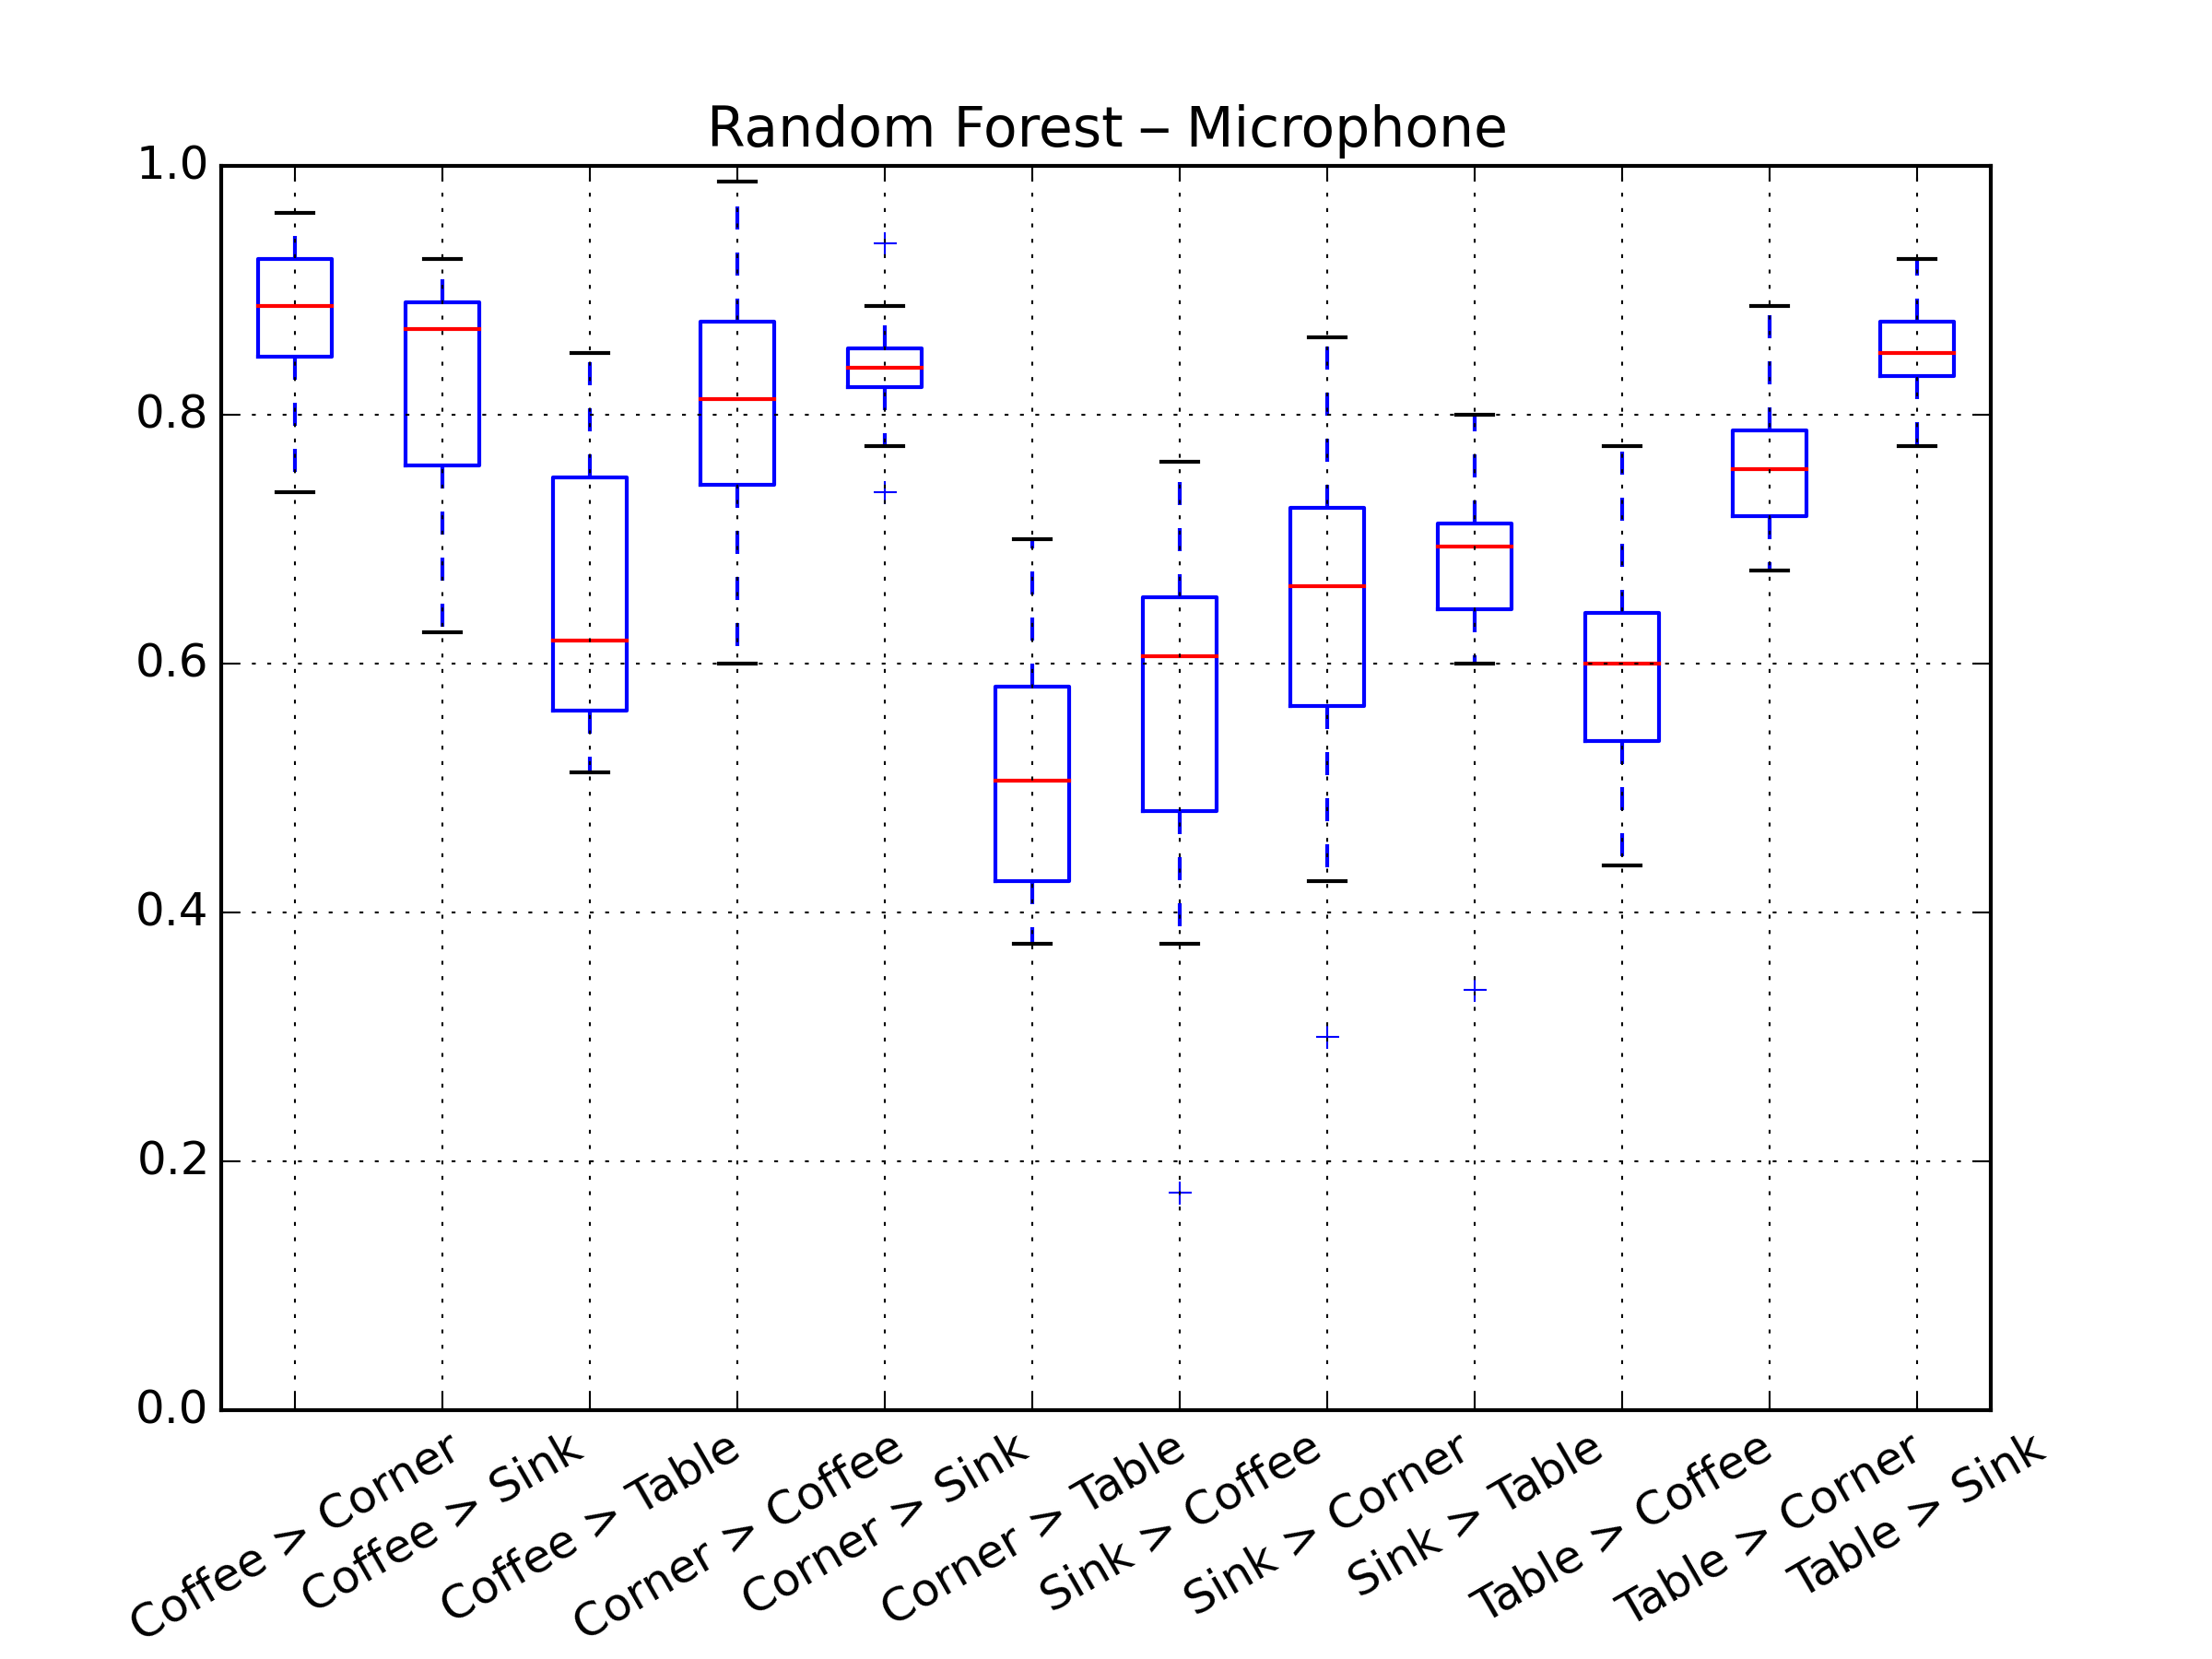 Random Forest – Microphone
1.0
0.8
0.6
0.4
0.2
0.0
Coffee > Corner
Coffee > Sink
Coffee > Table
Corner > Coffee
Corner > Sink
Corner > Table
Sink > Coffee
Sink > Corner
Sink > Table
Table > Coffee
Table > Corner
Table > Sink